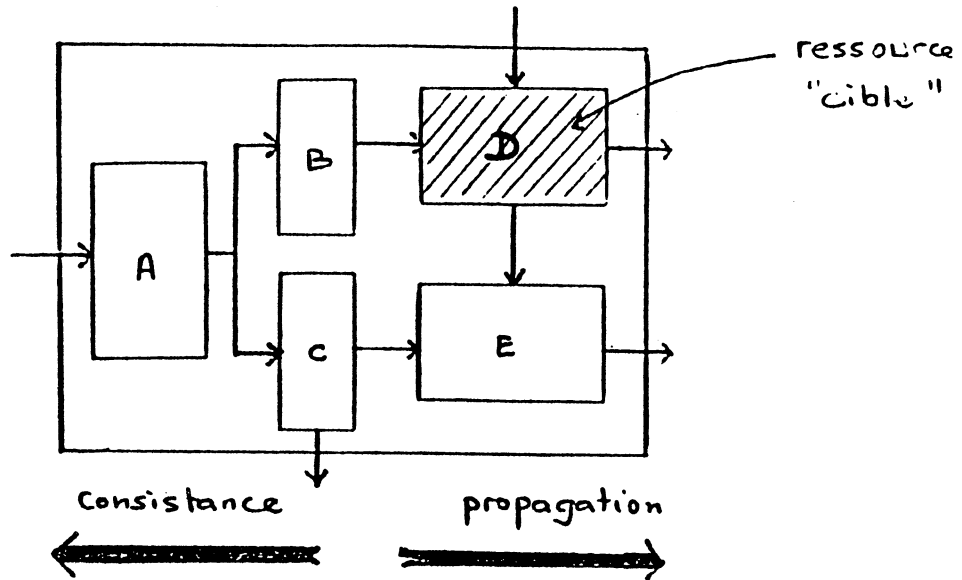 ressource
"cible"
D
B
A
C
E
consistance
propagation